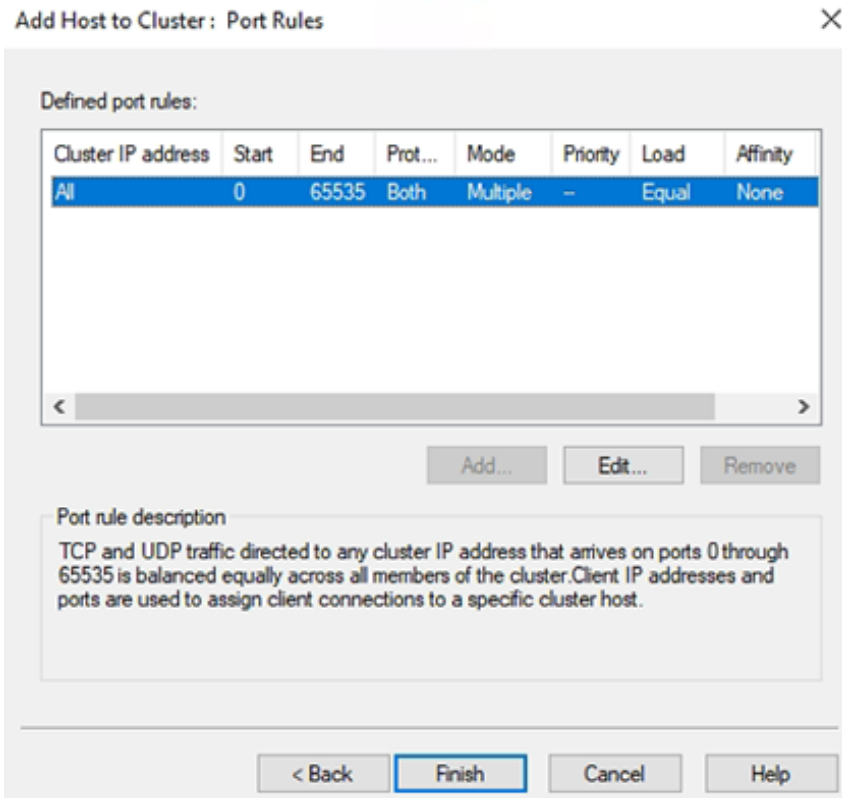 Add Host to Cluster : Port Rules
Defined port rules:
Cluster IP address Start End Prot... Mode Priority Load Affinity
All 0 65535 Both Multiple -- Equal None
Add... Edit... Remove
Port rule description
TCP and UDP traffic directed to any cluster IP address that arrives on ports 0 through
65535 is balanced equally across all members of the cluster.Client IP addresses and
ports are used to assign client connections to a specific cluster host.
< Back Finish Cancel Help